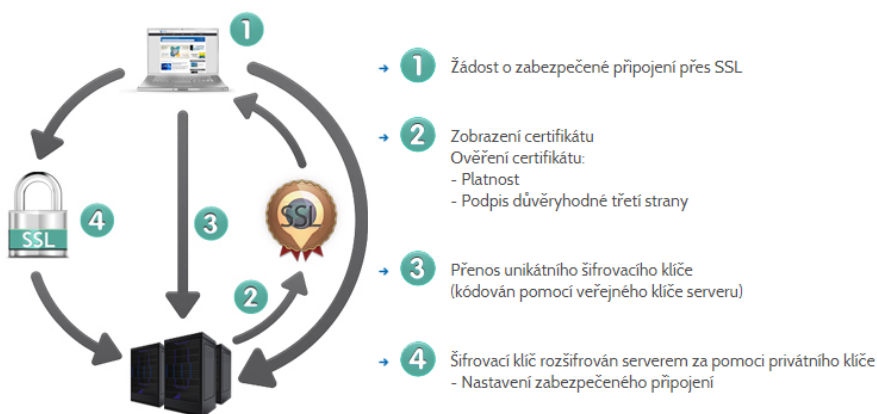 1
SSL
4
3
SSL
2
1 Žádost o zabezpečené připojení přes SSL
2 Zobrazení certifikátu
Ověření certifikátu:
- Platnost
- Podpis důvěryhodné třetí strany
3 Přenos unikátního šifrovacího klíče
(kódován pomocí veřejného klíče serveru)
4 Šifrovací klíč rozšifrován serverem za pomoci privátního klíče
- Nastavení zabezpečeného připojení